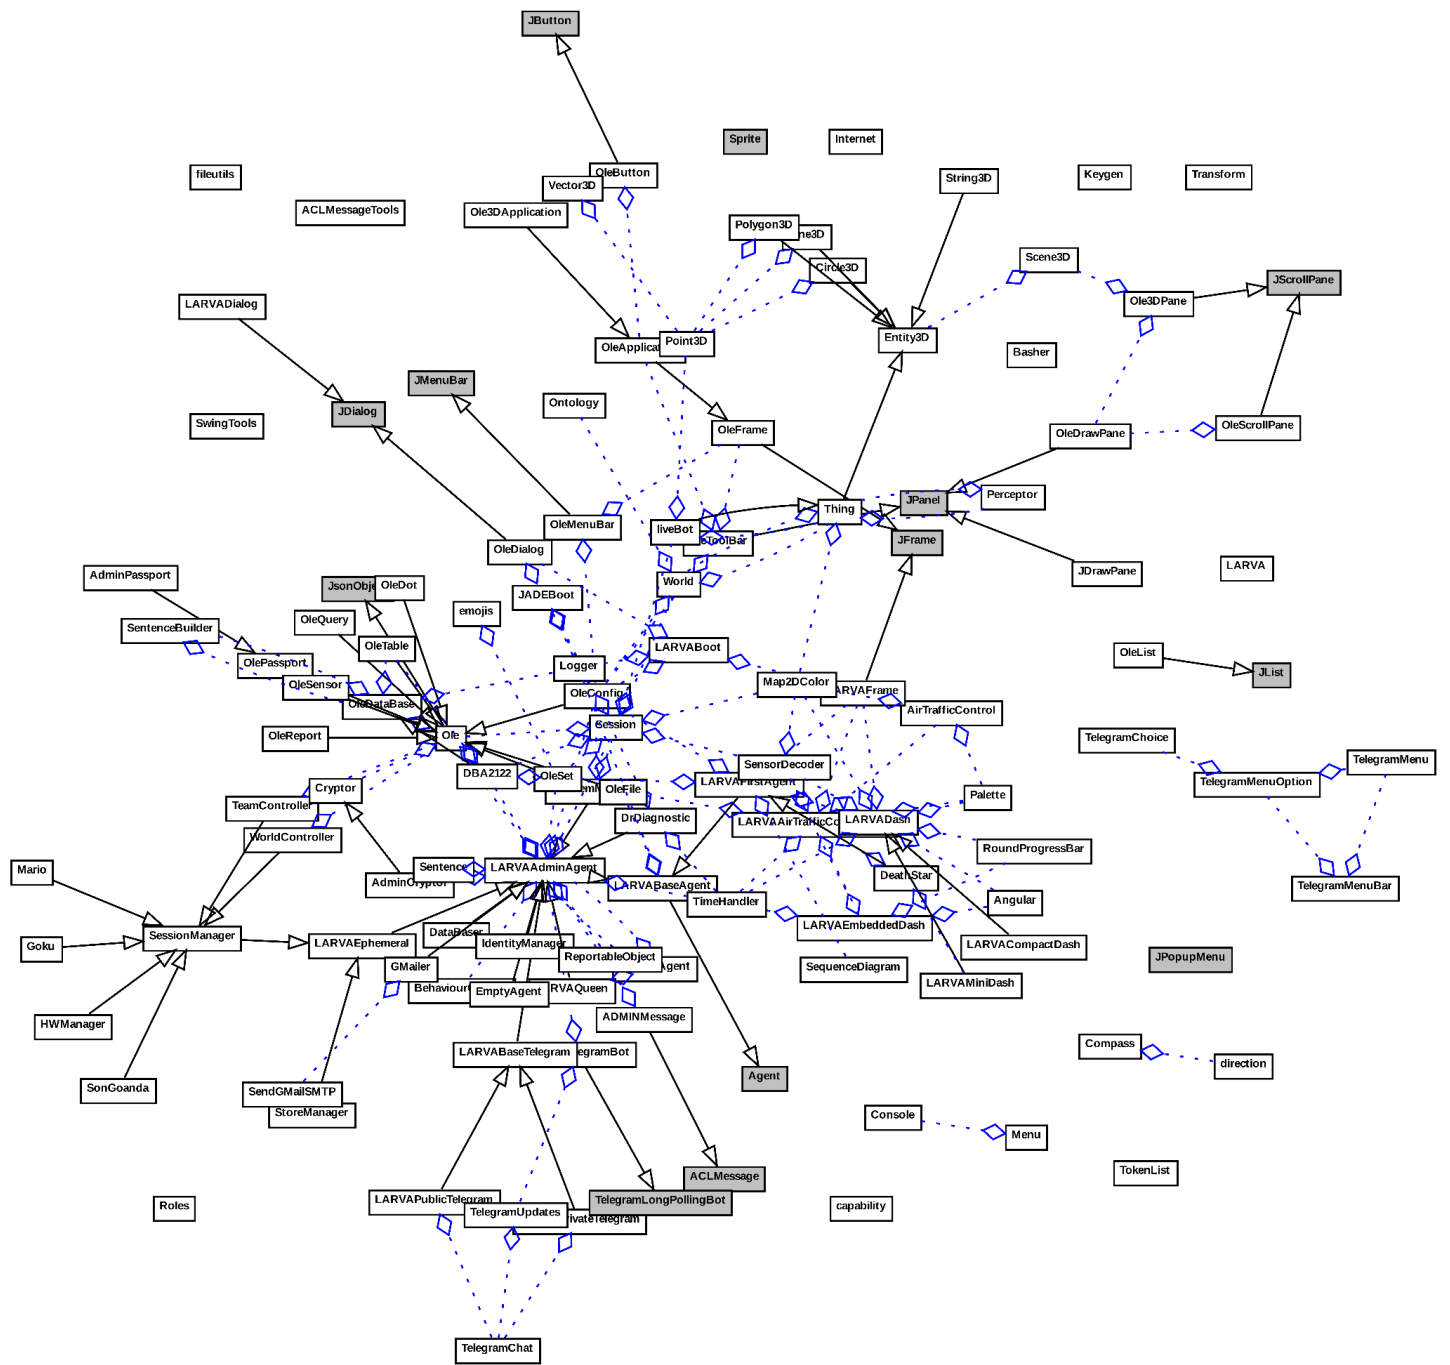 JButton
Sprite
Internet
OleButton
fileutils
Vector3D
String3D
Keygen
Transform
ACLMessageTools
Ole3DApplication
Polygon3D
Circle3D
Scene3D
JScrollPane
LARVADialog
Ole3DPane
Entity3D
Point3D
Basher
JMenuBar
JDialog
Ontology
SwingTools
OleFrame
OleDrawPane
OleScrollPane
Perceptor
JPanel
Thing
OleMenuBar
liveBot
JFrame
OleDialog
AdminPassport
OleDot
World
JDrawPane
LARVA
JADEBoot
emojis
OleQuery
SentenceBuilder
OleTable
LARVABoot
OleList
OlePassport
Logger
JList
OleSensor
Map2DColor
OleConfig
OleDataBase
AirTrafficControl
Session
OleReport
Ole
TelegramChoice
SensorDecoder
TelegramMenu
DBA2122
OleSet
LARVAFirstAgent
TelegramMenuOption
Cryptor
OleFile
Palette
TeamController
DrDiagnostic
LARVADash
WorldController
RoundProgressBar
Mario
LARVAAdminAgent
DeathStar
AdminCryptor
LARVABaseAgent
TelegramMenuBar
TimeHandler
Angular
LARVAEmbeddedDash
SessionManager
DataBaser
Goku
LARVAEphemeral
IdentityManager
LARVACompactDash
ReportableObject
JPopupMenu
GMailer
SequenceDiagram
LARVAMiniDash
EmptyAgent
ADMINMessage
HWManager
Compass
LARVABaseTelegram
direction
Agent
SonGoanda
SendGMailSMTP
StoreManager
Console
Menu
TokenList
ACLMessage
LARVAPublicTelegram
TelegramLongPollingBot
Roles
TelegramUpdates
capability
TelegramChat